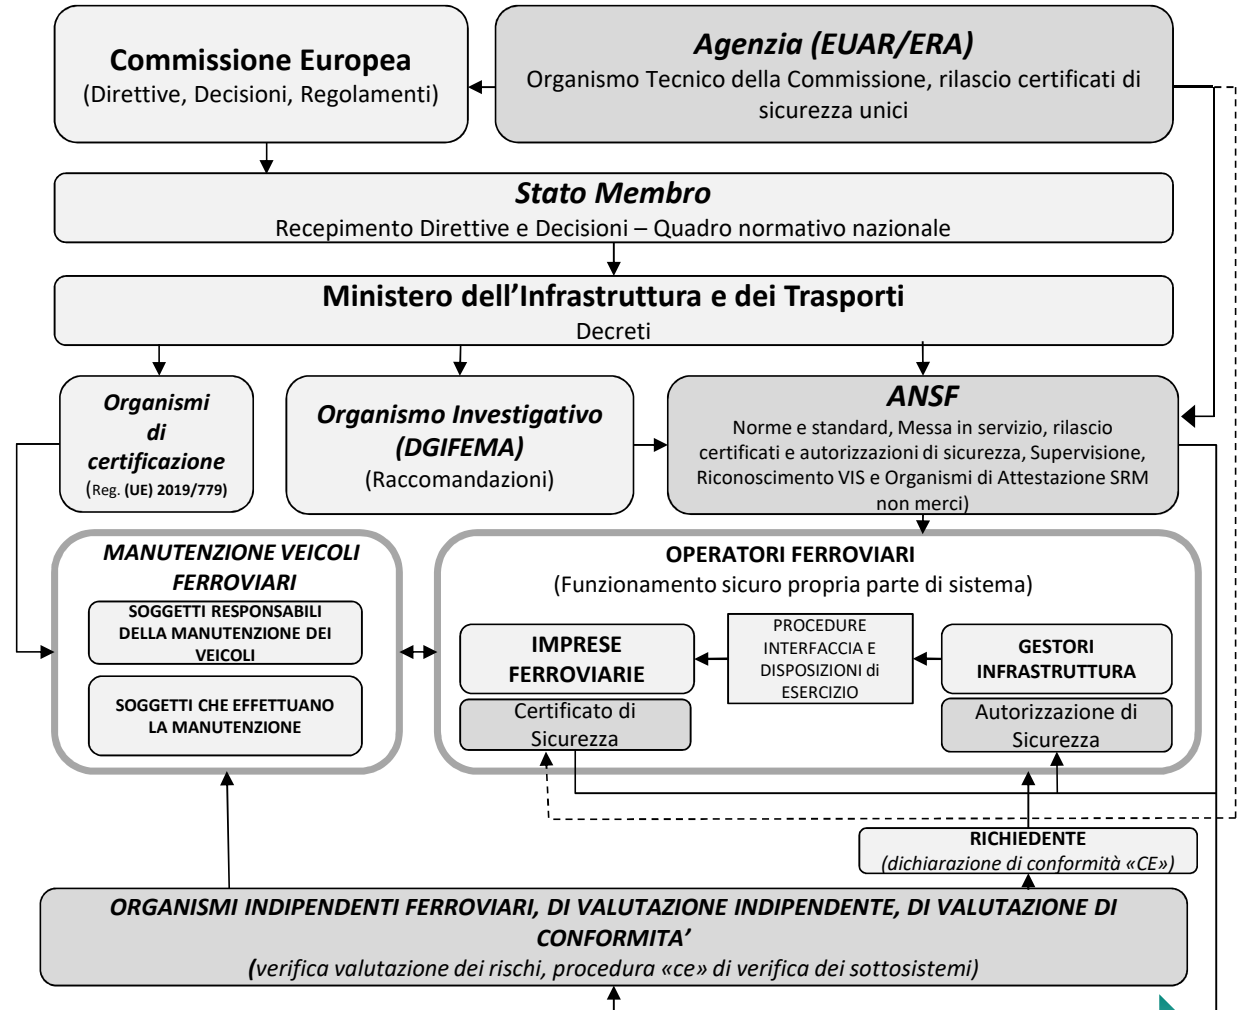 Commissione Europea
(Direttive, Decisioni, Regolamenti)
Agenzia (EUAR/ERA)
Organismo Tecnico della Commissione, rilascio certificati di
sicurezza unici
Stato Membro
Recepimento Direttive e Decisioni – Quadro normativo nazionale
Ministero dell’Infrastruttura e dei Trasporti
Decreti
Organismi
di
certificazione
(Reg. (UE) 2019/779)
Organismo Investigativo
(DGIFEMA)
(Raccomandazioni)
ANSF
Norme e standard, Messa in servizio, rilascio
certificati e autorizzazioni di sicurezza, Supervisione,
Riconoscimento VIS e Organismi di Attestazione SRM
non merci)
MANUTENZIONE VEICOLI
FERROVIARI
SOGGETTI RESPONSABILI
DELLA MANUTENZIONE DEI
VEICOLI
SOGGETTI CHE EFFETTUANO
LA MANUTENZIONE
OPERATORI FERROVIARI
(Funzionamento sicuro propria parte di sistema)
IMPRESE
FERROVIARIE
Certificato di
Sicurezza
PROCEDURE
INTERFACCIA E
DISPOSIZIONI di
ESERCIZIO
GESTORI
INFRASTRUTTURA
Autorizzazione di
Sicurezza
RICHIEDENTE
(dichiarazione di conformità «CE»)
ORGANISMI INDIPENDENTI FERROVIARI, DI VALUTAZIONE INDIPENDENTE, DI VALUTAZIONE DI
CONFORMITA’
(verifica valutazione dei rischi, procedura «ce» di verifica dei sottosistemi)